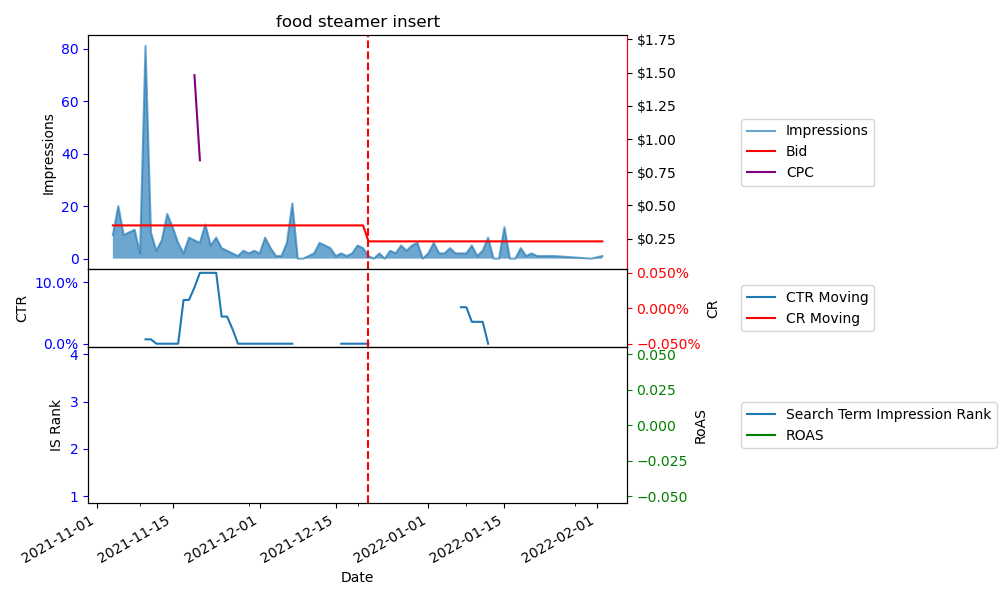 food steamer insert
80
60
40
20
0
Impressions
$1.75
$1.50
$1.25
$1.00
$0.75
$0.50
$0.25
Impressions
Bid
CPC
10.0%
0.0%
CTR
0.050%
0.000%
−0.050%
CR
CTR Moving
CR Moving
4
3
2
1
IS Rank
0.050
0.025
0.000
−0.025
−0.050
RoAS
Search Term Impression Rank
ROAS
2021-11-01
2021-11-15
2021-12-01
2021-12-15
2022-01-01
2022-01-15
2022-02-01
Date